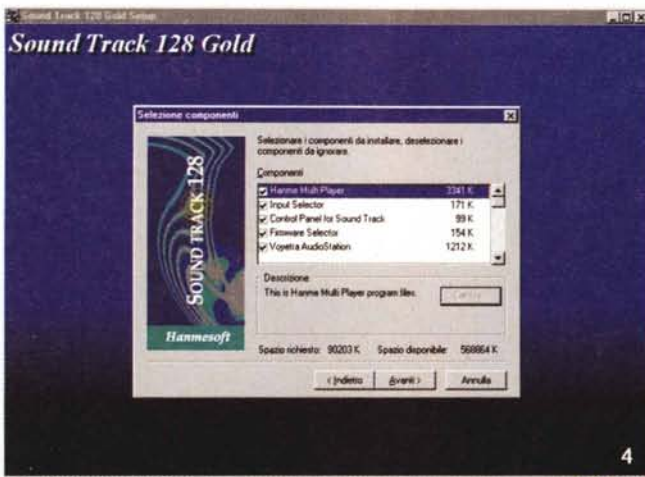 Sound Track 128 Gold Setup
Sound Track 128 Gold
Selezione componenti
SOUND TRACK 128
Hanmesoft
Selezionare i componenti da installare, deselezionare i
componenti da ignorare.
Componenti
Hanme Multi Player 3341 K
Input Selector 171 K
Control Panel for Sound Track 99 K
Firmware Selector 154 K
Voyetra AudioStation 1212 K
Descrizione
This is Hanme Multi Player program files.
Spazio richiesto: 90203 K Spazio disponibile: 568864 K
< Indietro Avanti > Annulla
4